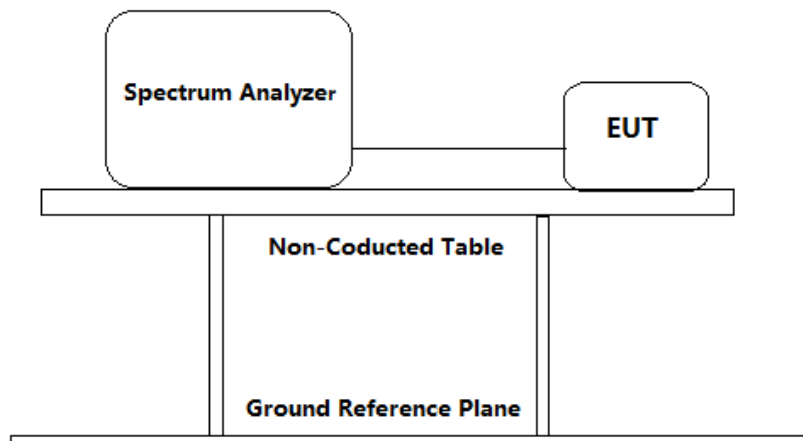 Spectrum Analyzer
EUT
Non-Coducted Table
Ground Reference Plane